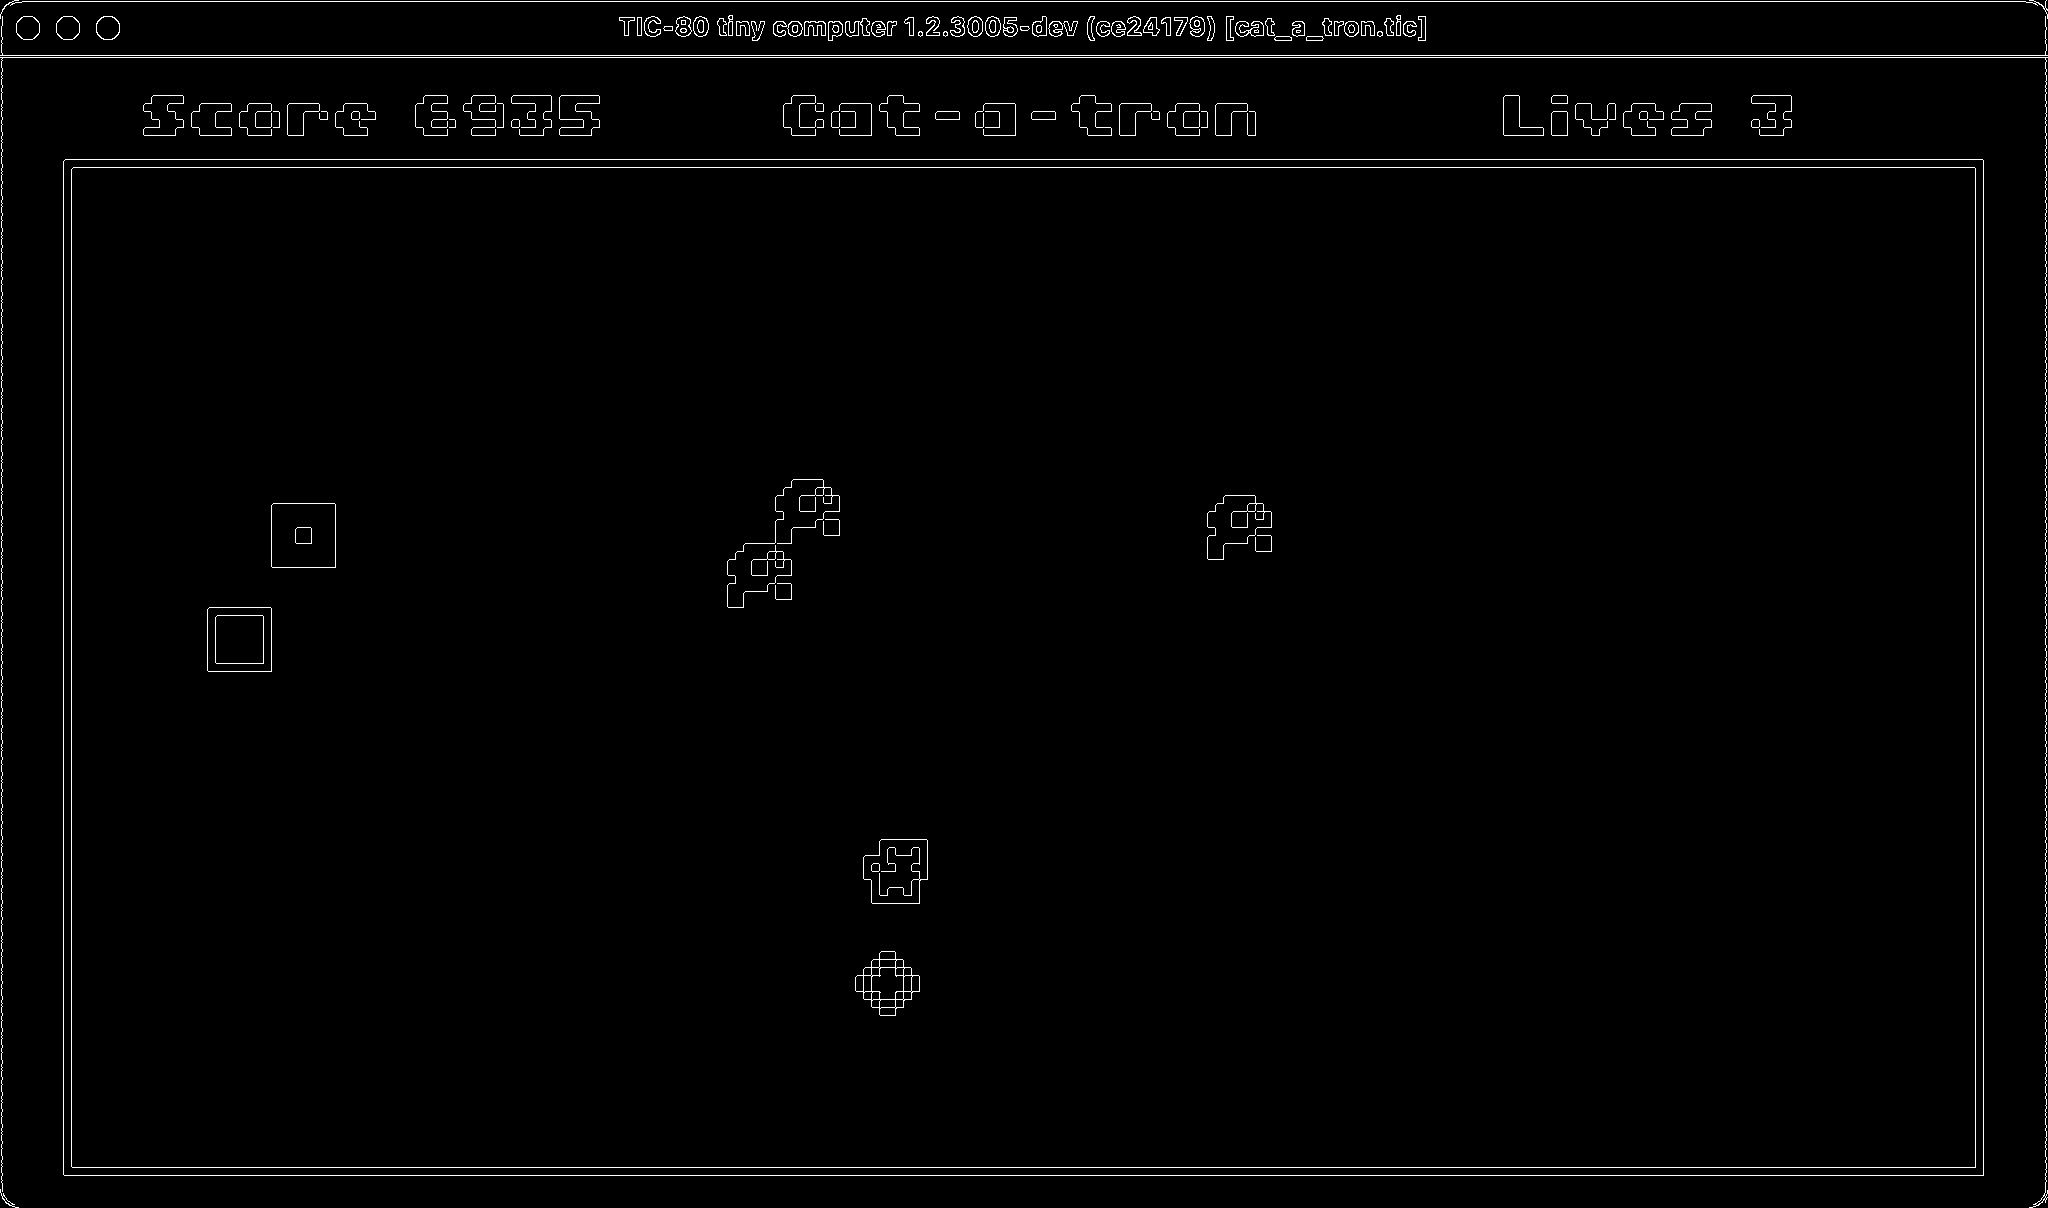 TIC-80 tiny computer 1.2.3005-dev (ce24179) [cat_a_tron.tic]
Score 6935 Cat-a-tron Lives 3